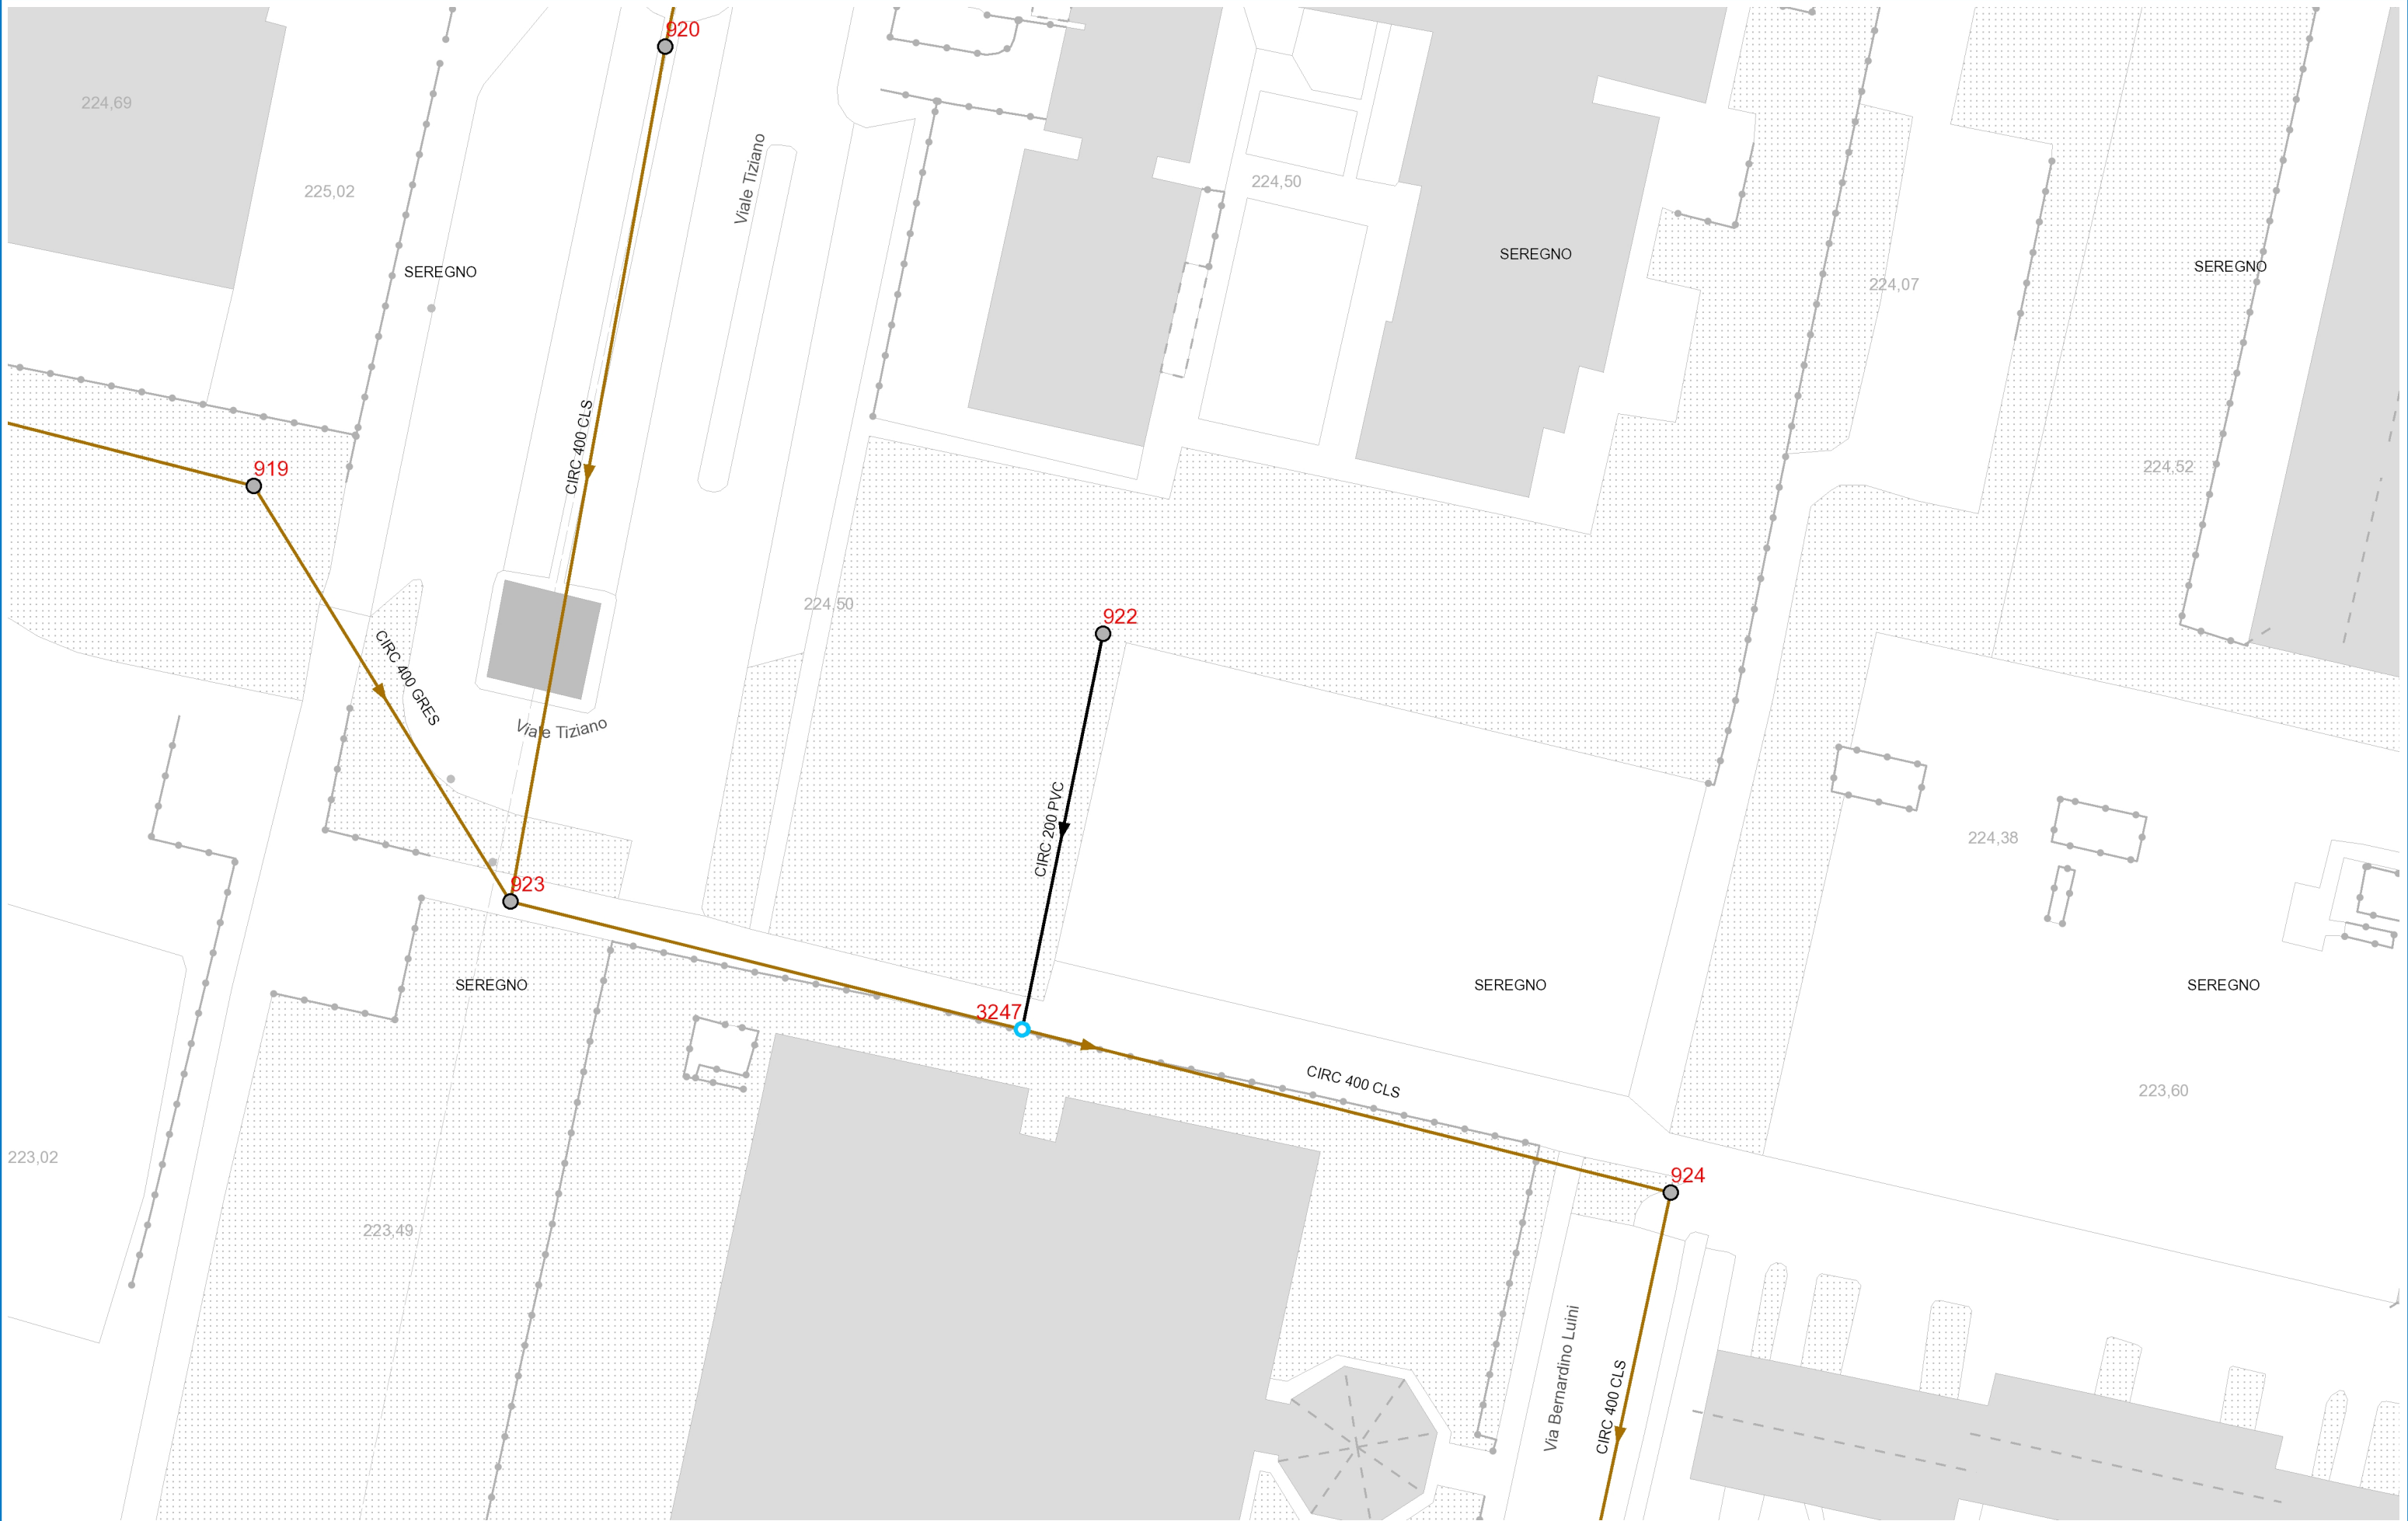 920
224,69
Viale Tiziano
225,02
224,50
SEREGNO
SEREGNO
SEREGNO
224,07
CIRC 400 CLS
919
224,52
224,50
922
CIRC 400 GRES
Viale Tiziano
CIRC 200 PVC
224,38
923
SEREGNO
SEREGNO
SEREGNO
3247
CIRC 400 CLS
223,60
223,02
924
223,49
Via Bernardino Luini
CIRC 400 CLS